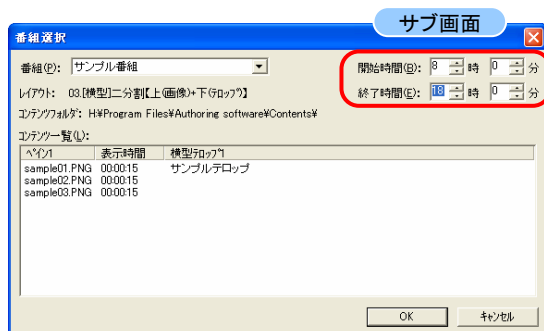 サブ画面
番組選択
番組(P): サンプル番組
開始時間(B): 8 時 0 分
レイアウト: 03.[横型]二分割【上(画像)+下(テロップ)】
終了時間(E): 18 時 0 分
コンテンツフォルダ: H¥Program Files¥Authoring software¥Contents¥
コンテンツ一覧(L):
ペイン1 表示時間 横型テロップ1
sample01.PNG 00:00:15 サンプルテロップ
sample02.PNG 00:00:15
sample03.PNG 00:00:15
OK キャンセル